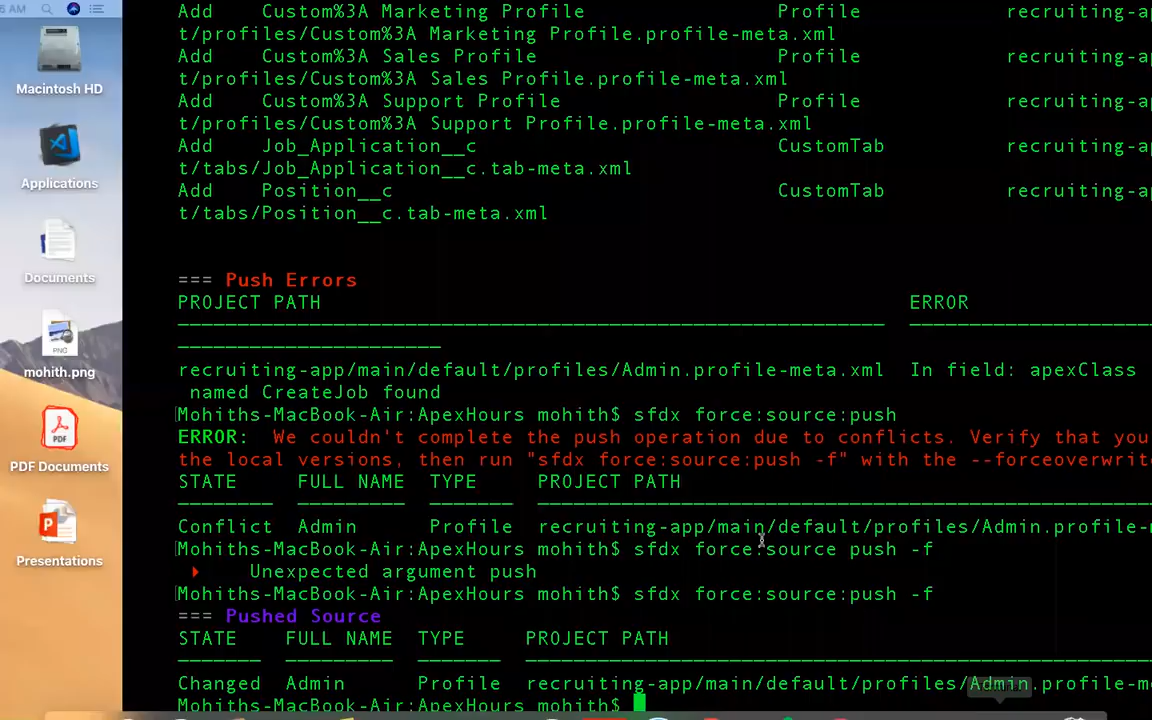 5 AM
Macintosh HD
Applications
Documents
PNG
mohith.png
PDF
PDF Documents
Presentations
Add Custom%3A Marketing Profile Profile recruiting-ap
t/profiles/Custom%3A Marketing Profile.profile-meta.xml
Add Custom%3A Sales Profile Profile recruiting-ap
t/profiles/Custom%3A Sales Profile.profile-meta.xml
Add Custom%3A Support Profile Profile recruiting-ap
t/profiles/Custom%3A Support Profile.profile-meta.xml
Add Job_Application__c CustomTab recruiting-ap
t/tabs/Job_Application__c.tab-meta.xml
Add Position__c CustomTab recruiting-ap
t/tabs/Position__c.tab-meta.xml
=== Push Errors
PROJECT PATH ERROR
recruiting-app/main/default/profiles/Admin.profile-meta.xml In field: apexClass
named CreateJob found
Mohiths-MacBook-Air:ApexHours mohith$ sfdx force:source:push
ERROR: We couldn't complete the push operation due to conflicts. Verify that you
the local versions, then run "sfdx force:source:push -f" with the --forceoverwrite
STATE FULL NAME TYPE PROJECT PATH
Conflict Admin Profile recruiting-app/main/default/profiles/Admin.profile-m
Mohiths-MacBook-Air:ApexHours mohith$ sfdx force:source push -f
Unexpected argument push
Mohiths-MacBook-Air:ApexHours mohith$ sfdx force:source:push -f
=== Pushed Source
STATE FULL NAME TYPE PROJECT PATH
Changed Admin Profile recruiting-app/main/default/profiles/Admin.profile-m
Mohiths-MacBook-Air:ApexHours mohith$